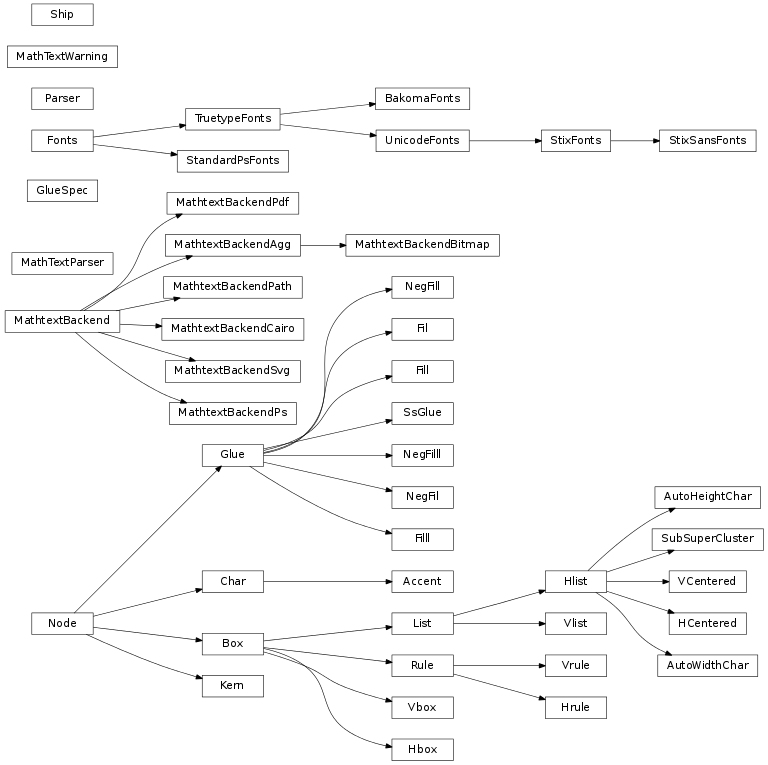 Ship
MathTextWarning
Parser
BakomaFonts
TruetypeFonts
Fonts
UnicodeFonts
StixFonts
StixSansFonts
StandardPsFonts
GlueSpec
MathtextBackendPdf
MathtextBackendAgg
MathtextBackendBitmap
MathTextParser
MathtextBackendPath
NegFill
MathtextBackend
MathtextBackendCairo
Fil
MathtextBackendSvg
Fill
MathtextBackendPs
SsGlue
Glue
NegFilll
NegFil
AutoHeightChar
Filll
SubSuperCluster
Char
Accent
Hlist
VCentered
Node
List
Vlist
HCentered
Box
Rule
Vrule
AutoWidthChar
Kern
Vbox
Hrule
Hbox